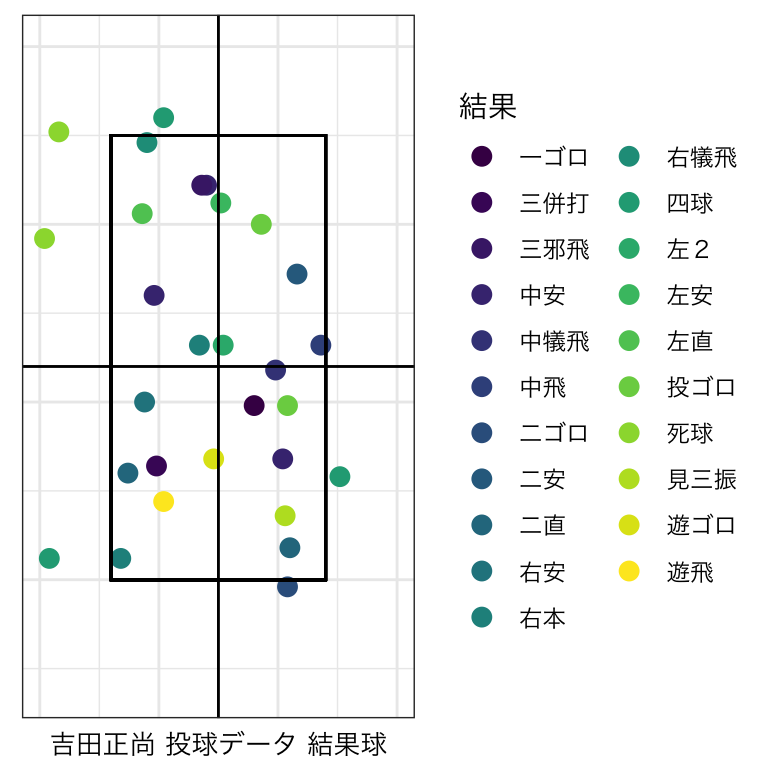 結果
一ゴロ
三併打
三邪飛
中安
中犠飛
中飛
二ゴロ
二安
二直
右安
右本
右犠飛
四球
左２
左安
左直
投ゴロ
死球
見三振
遊ゴロ
遊飛
吉田正尚 投球データ 結果球